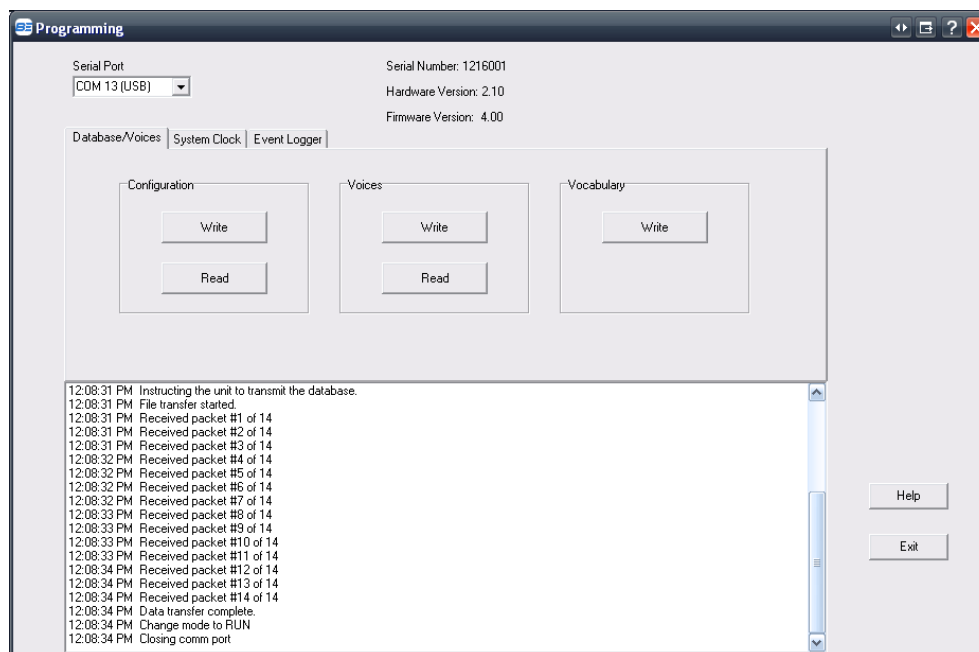 Programming
Serial Port
COM 13 (USB)
Serial Number: 1216001
Hardware Version: 2.10
Firmware Version: 4.00
Database/Voices
System Clock
Event Logger
Configuration
Write
Read
Voices
Write
Read
Vocabulary
Write
12:08:31 PM Instructing the unit to transmit the database.
12:08:31 PM File transfer started.
12:08:31 PM Received packet #1 of 14
12:08:31 PM Received packet #2 of 14
12:08:31 PM Received packet #3 of 14
12:08:32 PM Received packet #4 of 14
12:08:32 PM Received packet #5 of 14
12:08:32 PM Received packet #6 of 14
12:08:32 PM Received packet #7 of 14
12:08:33 PM Received packet #8 of 14
12:08:33 PM Received packet #9 of 14
12:08:33 PM Received packet #10 of 14
12:08:33 PM Received packet #11 of 14
12:08:34 PM Received packet #12 of 14
12:08:34 PM Received packet #13 of 14
12:08:34 PM Received packet #14 of 14
12:08:34 PM Data transfer complete.
12:08:34 PM Change mode to RUN
12:08:34 PM Closing comm port
Help
Exit